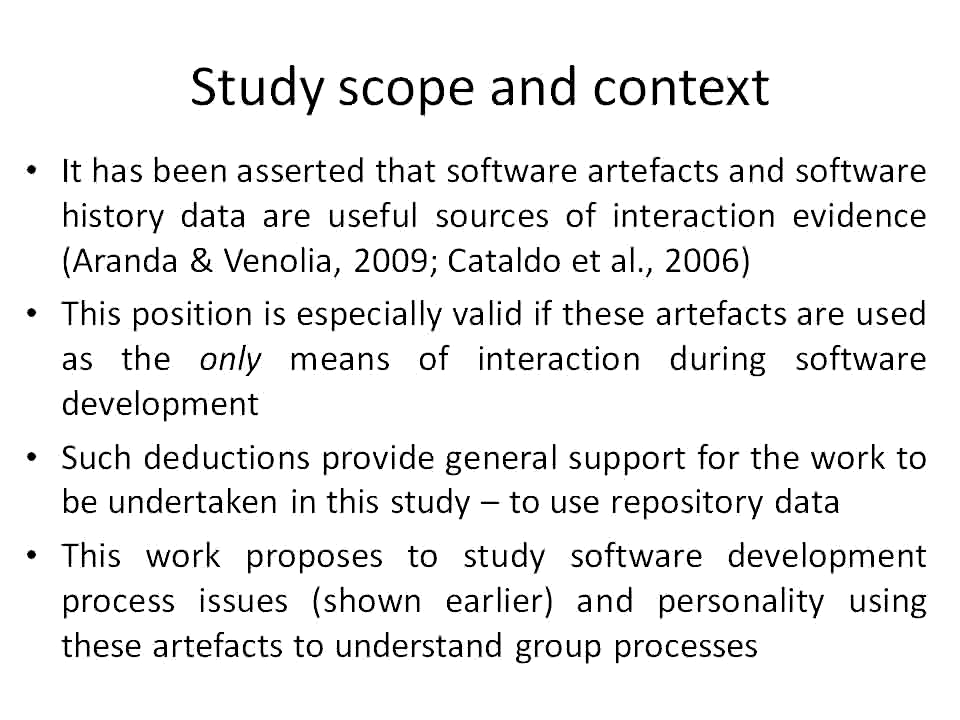 Study scope and context
• It has been asserted that software artefacts and software
history data are useful sources of interaction evidence
(Aranda & Venolia, 2009; Cataldo et al., 2006)
• This position is especially valid if these artefacts are used
as the only means of interaction during software
development
• Such deductions provide general support for the work to
be undertaken in this study – to use repository data
• This work proposes to study software development
process issues (shown earlier) and personality using
these artefacts to understand group processes